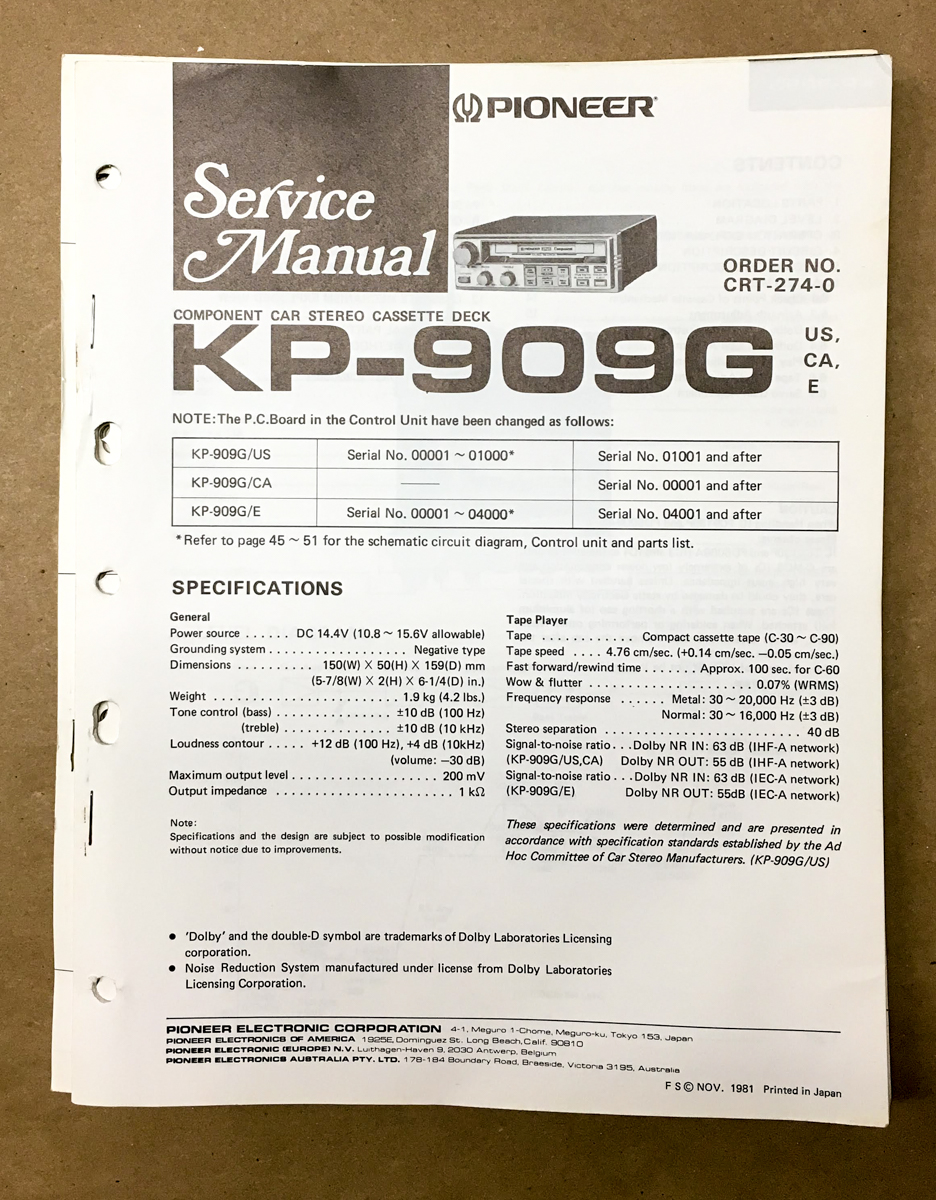 PIONEER
Service
Manual
ORDER NO.
CRT-274-0
COMPONENT CAR STEREO CASSETTE DECK
KP-909G
US,
CA,
E
NOTE: The P.C.Board in the Control Unit have been changed as follows:
KP-909G/US Serial No. 00001 ~ 01000* Serial No. 01001 and after
KP-909G/CA —— Serial No. 00001 and after
KP-909G/E Serial No. 00001 ~ 04000* Serial No. 04001 and after
*Refer to page 45 ~ 51 for the schematic circuit diagram, Control unit and parts list.
SPECIFICATIONS
General
Power source ...... DC 14.4V (10.8 ~ 15.6V allowable)
Grounding system ................. Negative type
Dimensions .......... 150(W) X 50(H) X 159(D) mm
(5-7/8(W) X 2(H) X 6-1/4(D) in.)
Weight ......................... 1.9 kg (4.2 lbs.)
Tone control (bass) .............. ±10 dB (100 Hz)
(treble) .............. ±10 dB (10 kHz)
Loudness contour ..... +12 dB (100 Hz), +4 dB (10kHz)
(volume: −30 dB)
Maximum output level .................. 200 mV
Output impedance ...................... 1 kΩ
Note:
Specifications and the design are subject to possible modification
without notice due to improvements.
Tape Player
Tape ............ Compact cassette tape (C-30 ~ C-90)
Tape speed .... 4.76 cm/sec. (+0.14 cm/sec. −0.05 cm/sec.)
Fast forward/rewind time ....... Approx. 100 sec. for C-60
Wow & flutter ..................... 0.07% (WRMS)
Frequency response ...... Metal: 30 ~ 20,000 Hz (±3 dB)
Normal: 30 ~ 16,000 Hz (±3 dB)
Stereo separation ......................... 40 dB
Signal-to-noise ratio...Dolby NR IN: 63 dB (IHF-A network)
(KP-909G/US,CA) Dolby NR OUT: 55 dB (IHF-A network)
Signal-to-noise ratio...Dolby NR IN: 63 dB (IEC-A network)
(KP-909G/E) Dolby NR OUT: 55dB (IEC-A network)
These specifications were determined and are presented in
accordance with specification standards established by the Ad
Hoc Committee of Car Stereo Manufacturers. (KP-909G/US)
● 'Dolby' and the double-D symbol are trademarks of Dolby Laboratories Licensing
corporation.
● Noise Reduction System manufactured under license from Dolby Laboratories
Licensing Corporation.
PIONEER ELECTRONIC CORPORATION 4-1, Meguro 1-Chome, Meguro-ku, Tokyo 153, Japan
PIONEER ELECTRONICS OF AMERICA 1925E, Dominguez St. Long Beach, Calif. 90810
PIONEER ELECTRONIC (EUROPE) N.V. Luithagen-Haven 9, 2030 Antwerp, Belgium
PIONEER ELECTRONICS AUSTRALIA PTY. LTD. 178-184 Boundary Road, Braeside, Victoria 3195, Australia
F S © NOV. 1981 Printed in Japan